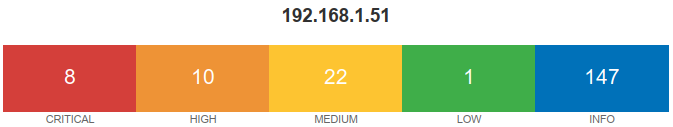 192.168.1.51
8 10 22 1 147
CRITICAL HIGH MEDIUM LOW INFO